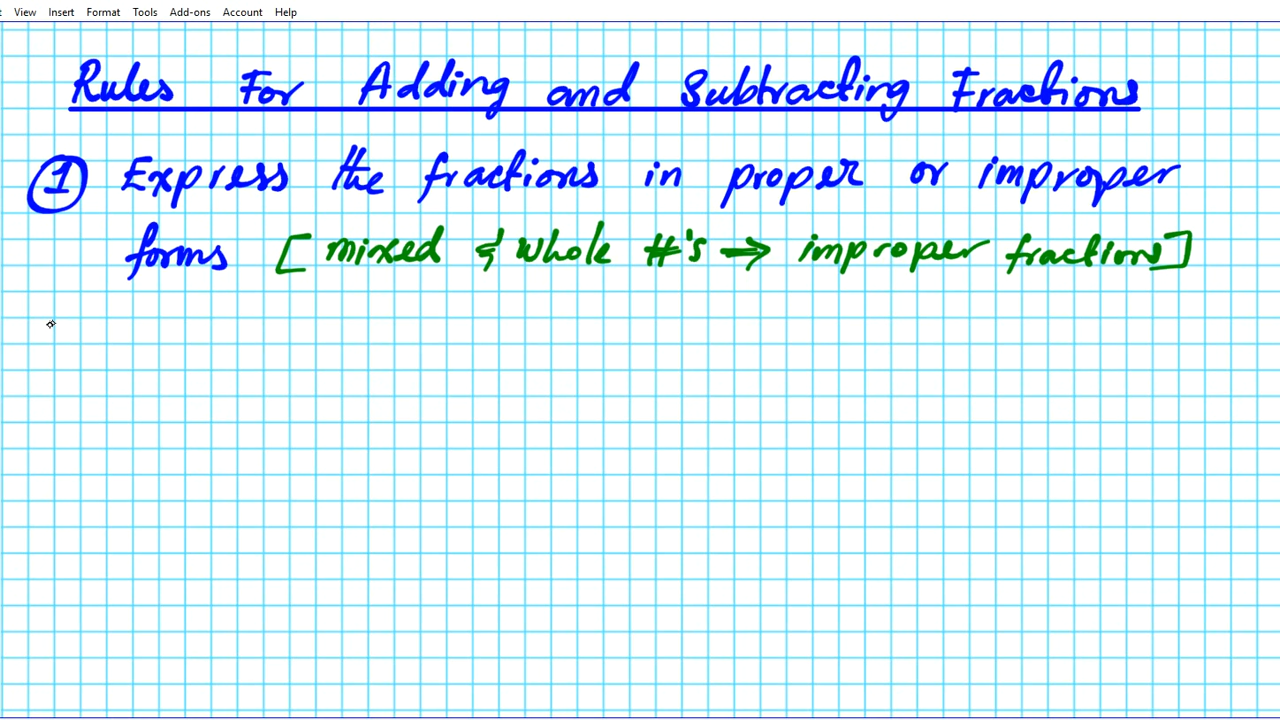 View Insert Format Tools Add-ons Account Help
Rules For Adding and Subtracting Fractions
① Express the fractions in proper or improper
forms [mixed & whole #'s → improper fractions]